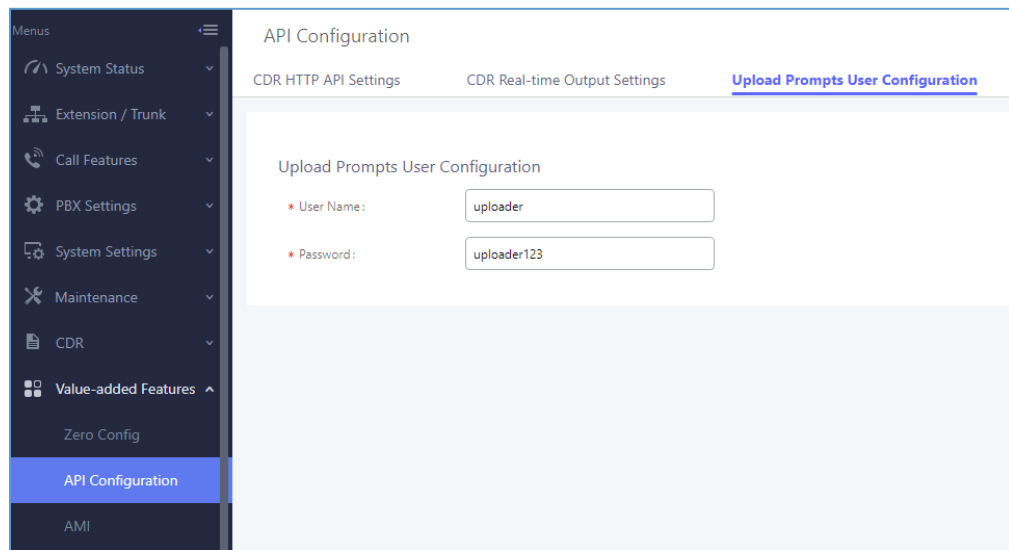 Menus
System Status
Extension / Trunk
Call Features
PBX Settings
System Settings
Maintenance
CDR
Value-added Features
Zero Config
API Configuration
AMI
API Configuration
CDR HTTP API Settings
CDR Real-time Output Settings
Upload Prompts User Configuration
Upload Prompts User Configuration
* User Name:
uploader
* Password:
uploader123